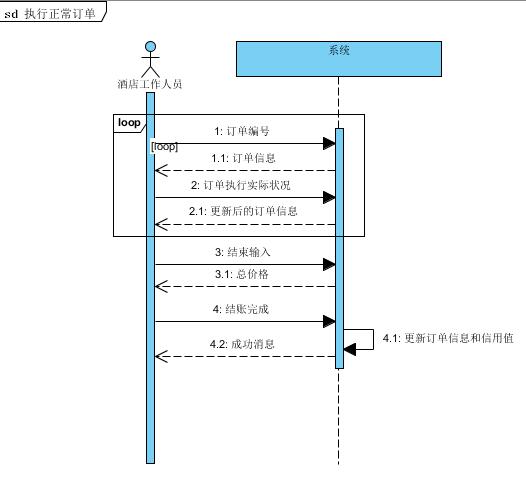 sd 执行正常订单
系统
酒店工作人员
loop
1: 订单编号
[loop]
1.1: 订单信息
2: 订单执行实际状况
2.1: 更新后的订单信息
3: 结束输入
3.1: 总价格
4: 结账完成
4.1: 更新订单信息和信用值
4.2: 成功消息